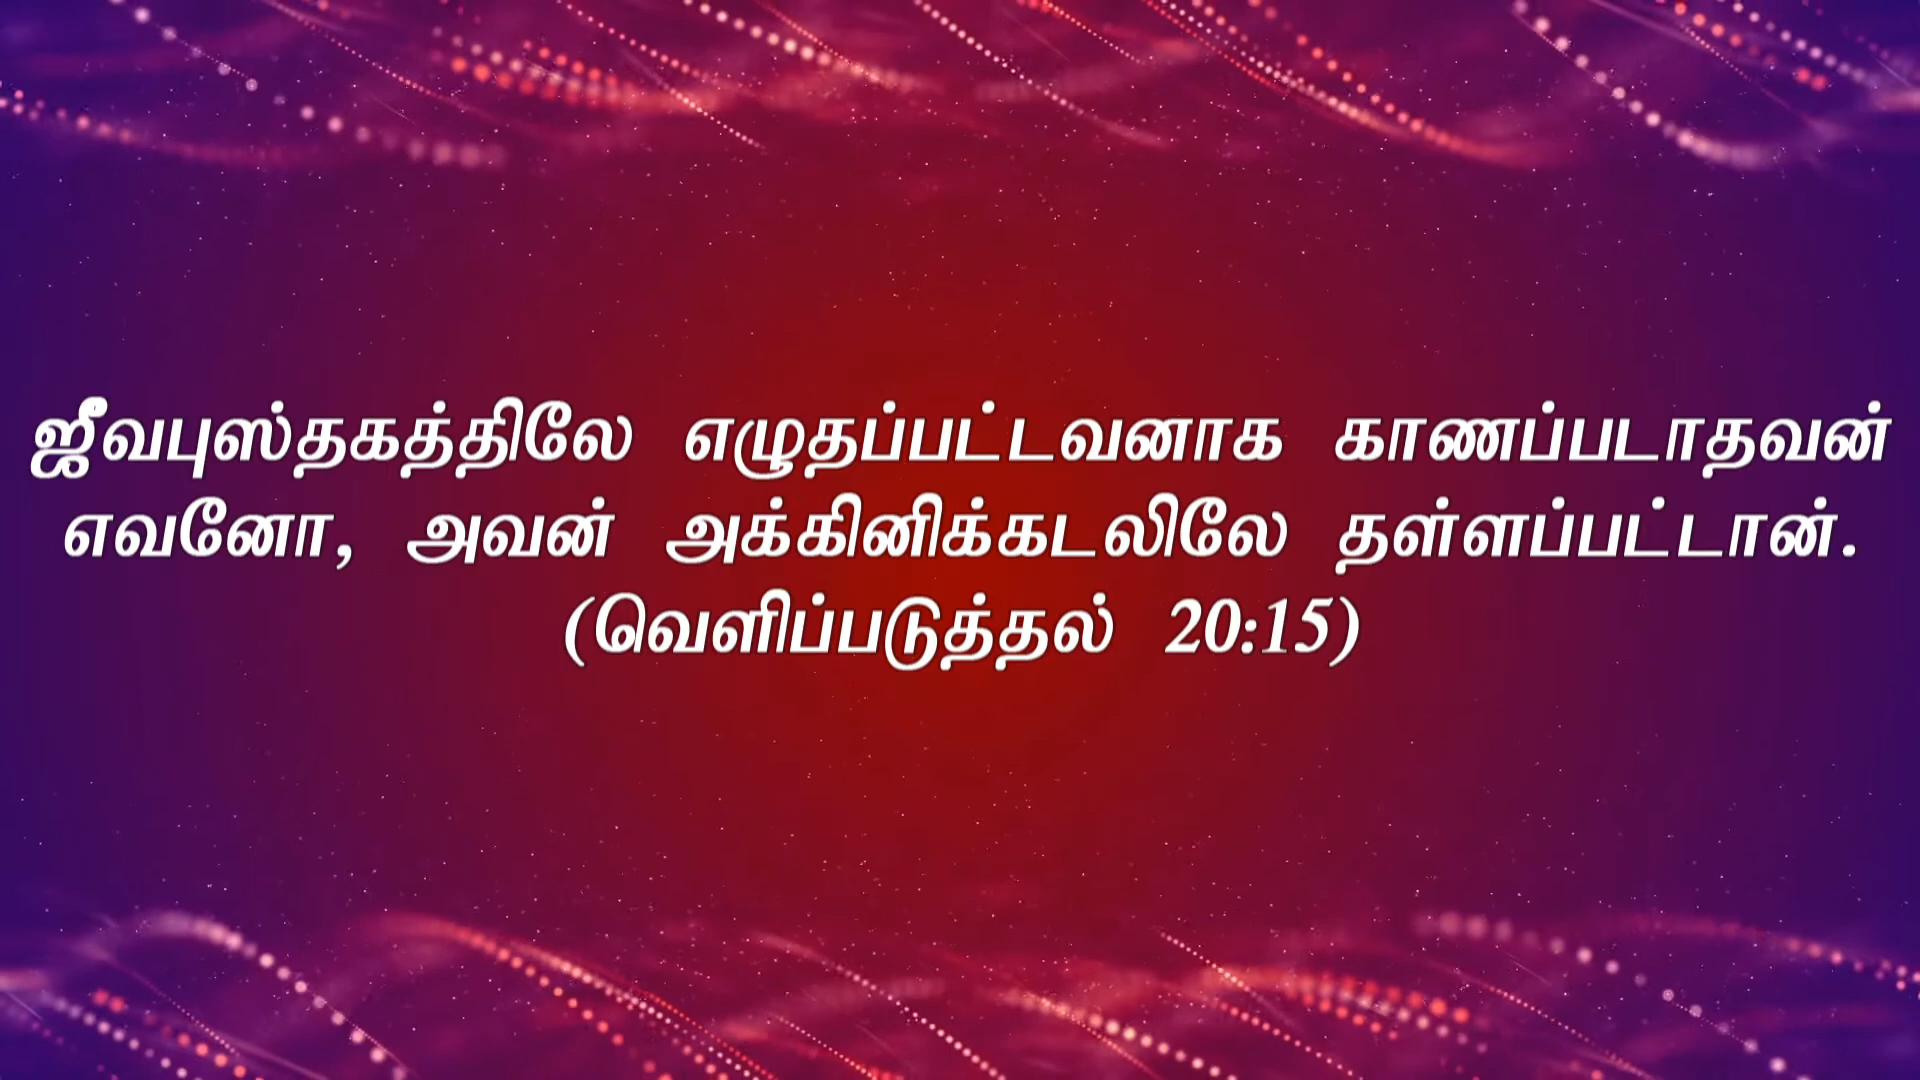 ஜீவபுஸ்தகத்திலே எழுதப்பட்டவனாக காணப்படாதவன்
எவனோ, அவன் அக்கினிக்கடலிலே தள்ளப்பட்டான்.
(வெளிப்படுத்தல் 20:15)